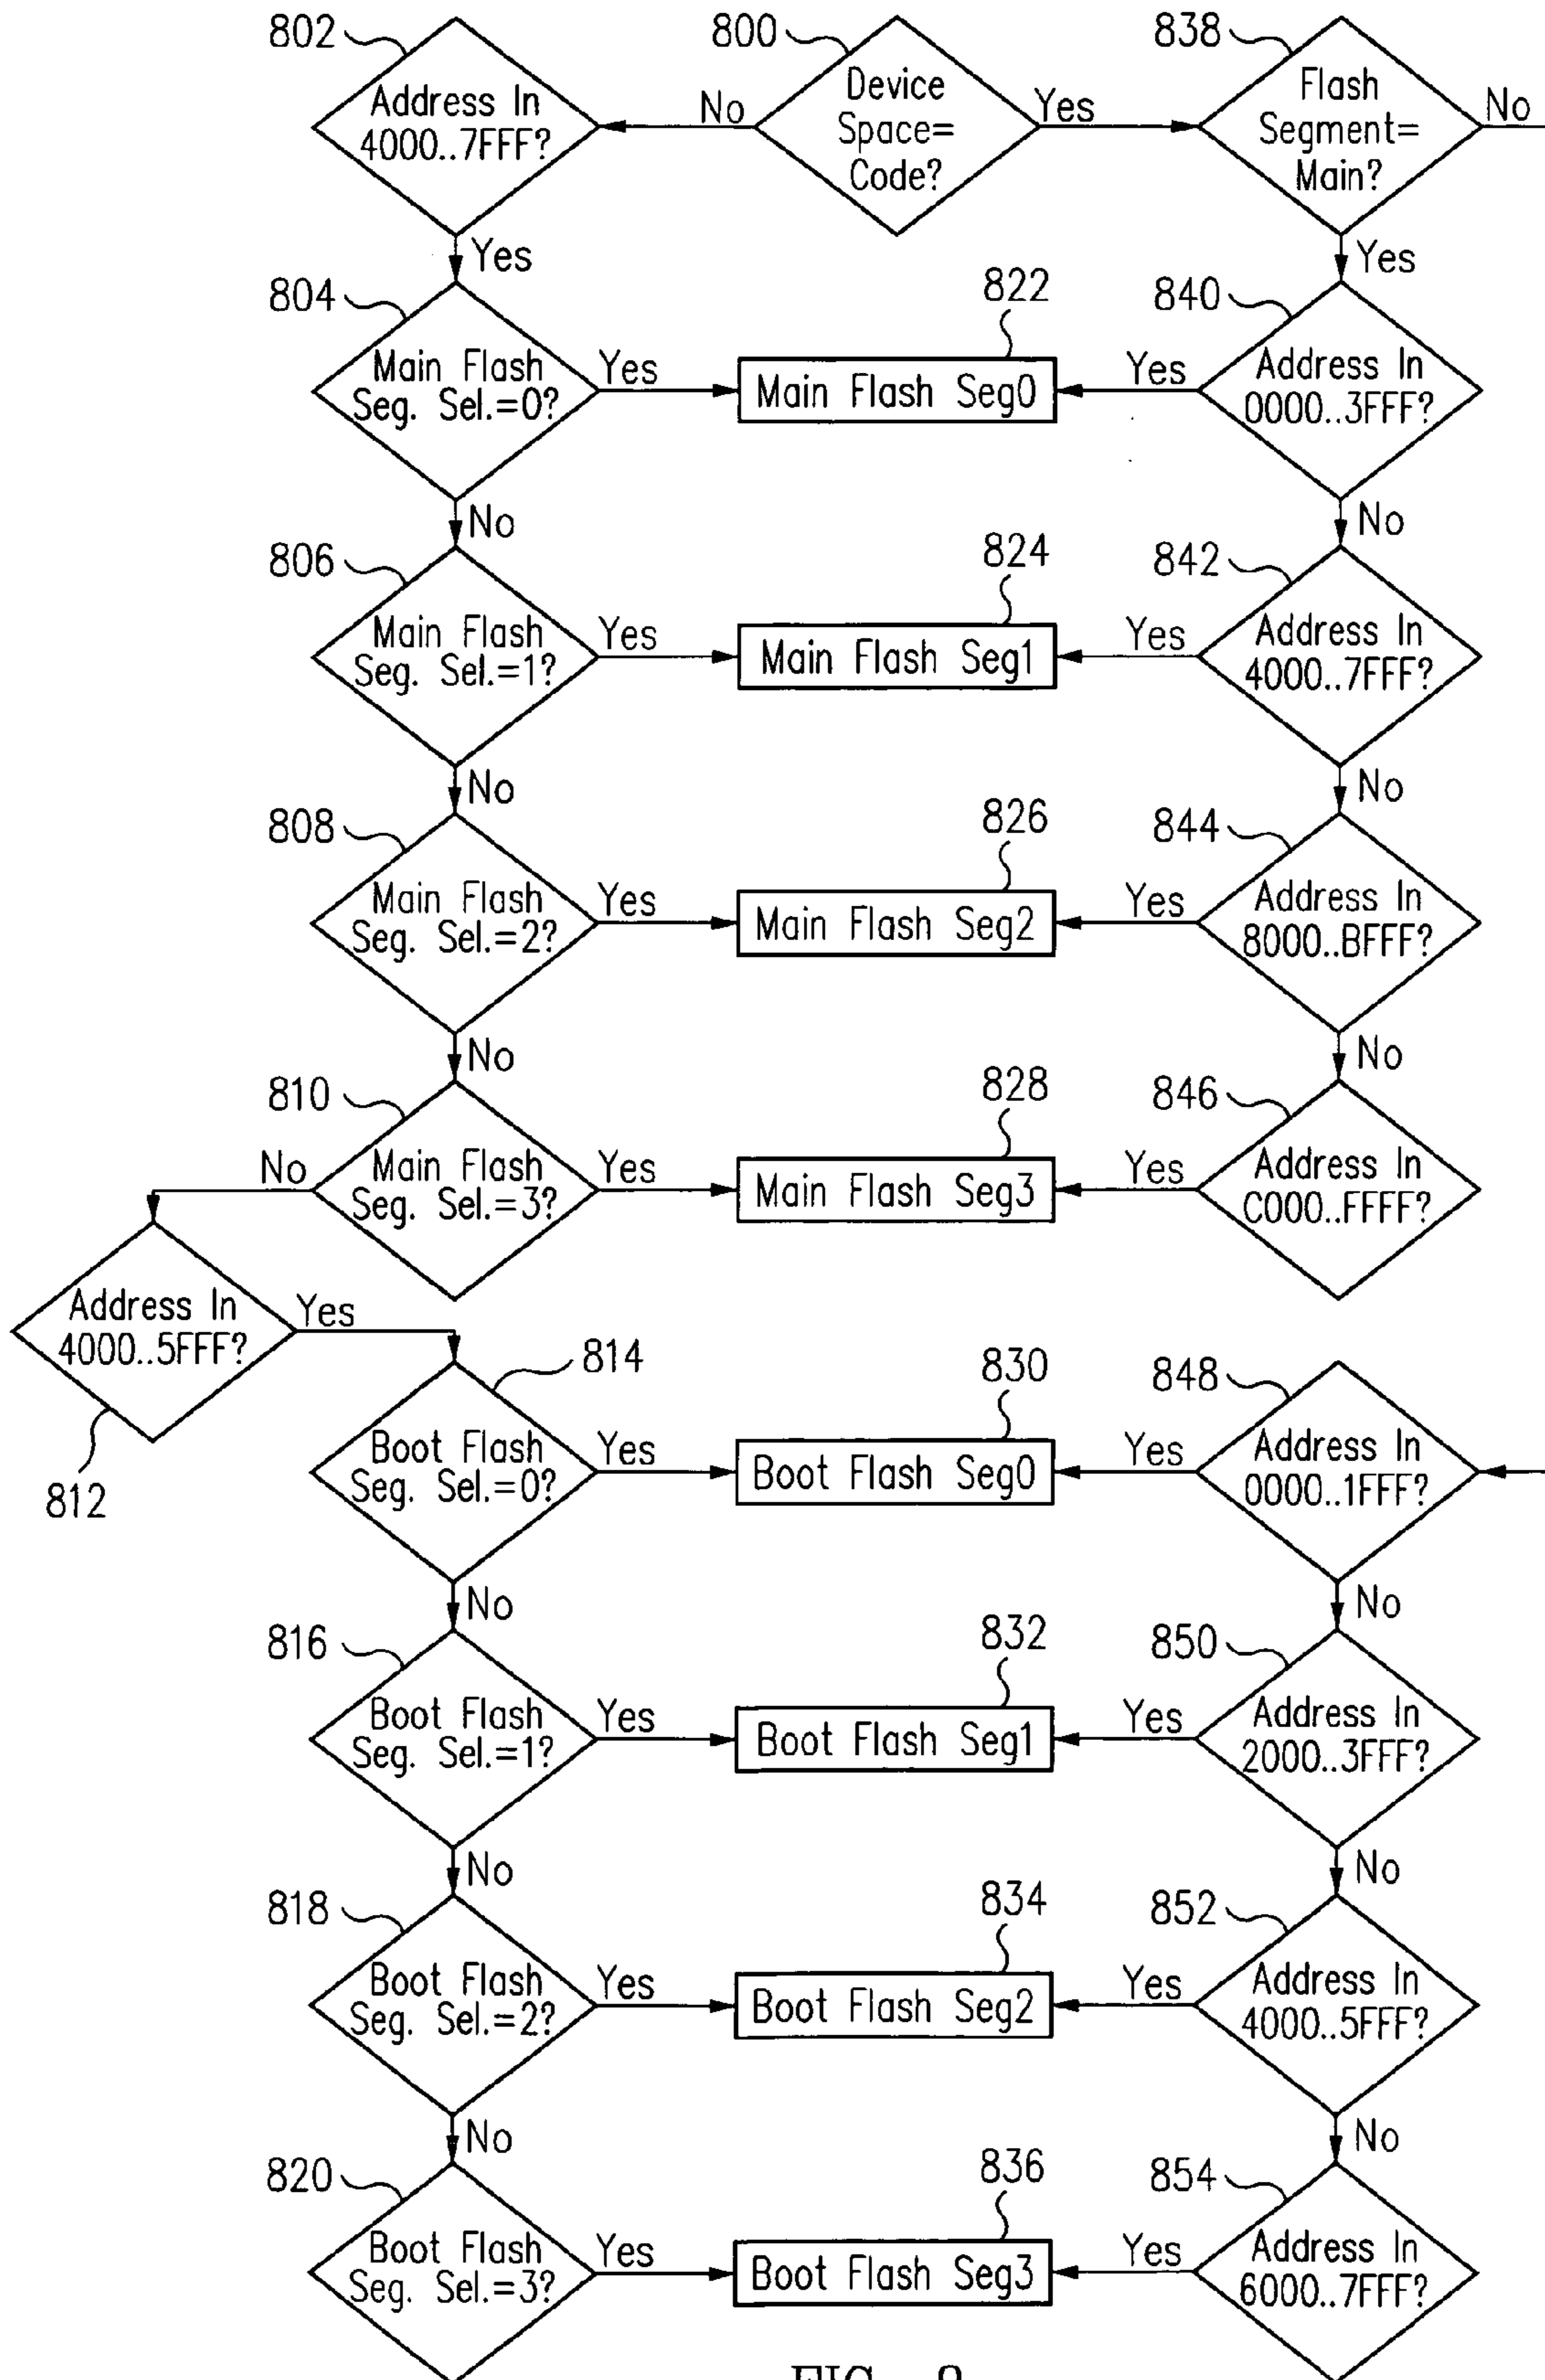 802
Address In
4000..7FFF?
No
800
Device
Space=
Code?
Yes
838
Flash
Segment=
Main?
No
Yes
Yes
804
Main Flash
Seg. Sel.=0?
Yes
822
Main Flash Seg0
840
Yes
Address In
0000..3FFF?
No
No
806
Main Flash
Seg. Sel.=1?
Yes
824
Main Flash Seg1
842
Yes
Address In
4000..7FFF?
No
No
808
Main Flash
Seg. Sel.=2?
Yes
826
Main Flash Seg2
844
Yes
Address In
8000..BFFF?
No
No
810
No
Main Flash
Seg. Sel.=3?
Yes
828
Main Flash Seg3
846
Yes
Address In
C000..FFFF?
Address In
4000..5FFF?
Yes
812
814
Boot Flash
Seg. Sel.=0?
Yes
830
Boot Flash Seg0
848
Yes
Address In
0000..1FFF?
No
No
816
Boot Flash
Seg. Sel.=1?
Yes
832
Boot Flash Seg1
850
Yes
Address In
2000..3FFF?
No
No
818
Boot Flash
Seg. Sel.=2?
Yes
834
Boot Flash Seg2
852
Yes
Address In
4000..5FFF?
No
No
820
Boot Flash
Seg. Sel.=3?
Yes
836
Boot Flash Seg3
854
Yes
Address In
6000..7FFF?